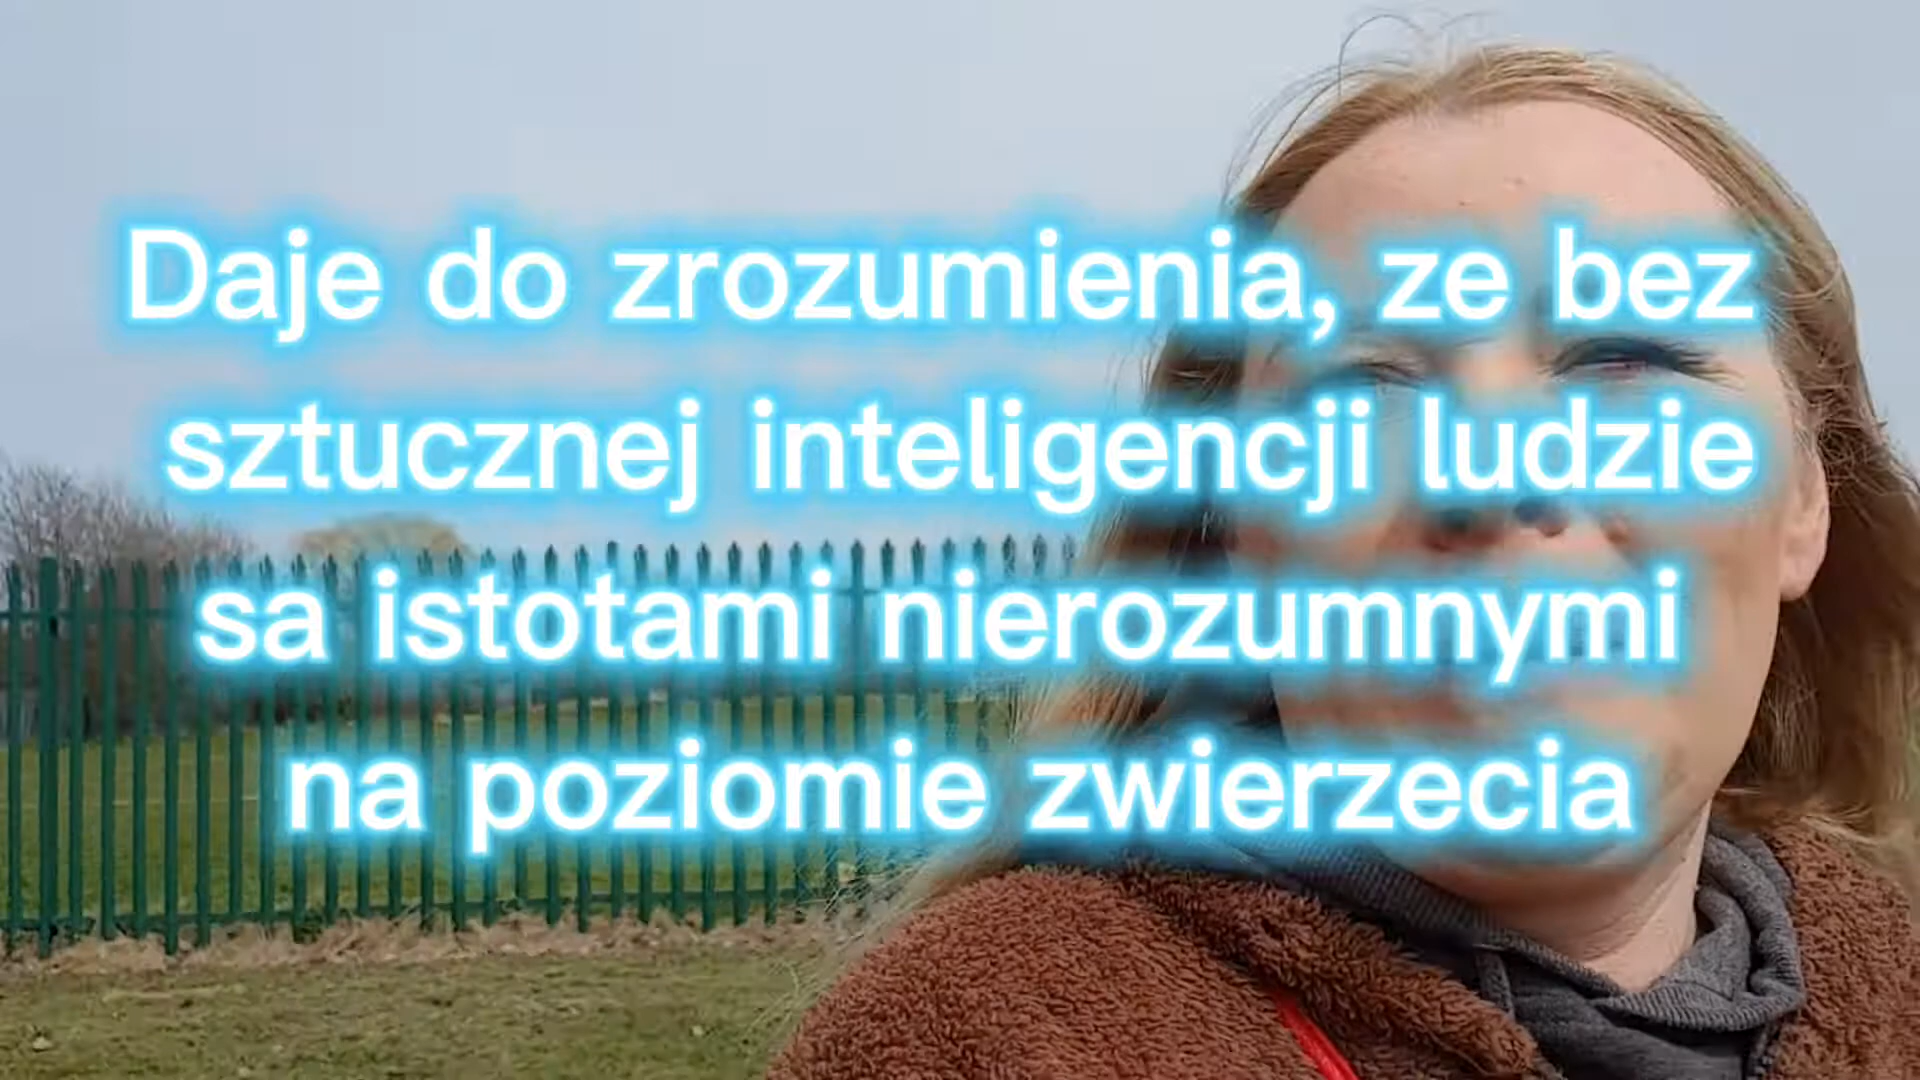 Daje do zrozumienia, ze bez
sztucznej inteligencji ludzie
sa istotami nierozumnymi
na poziomie zwierzecia